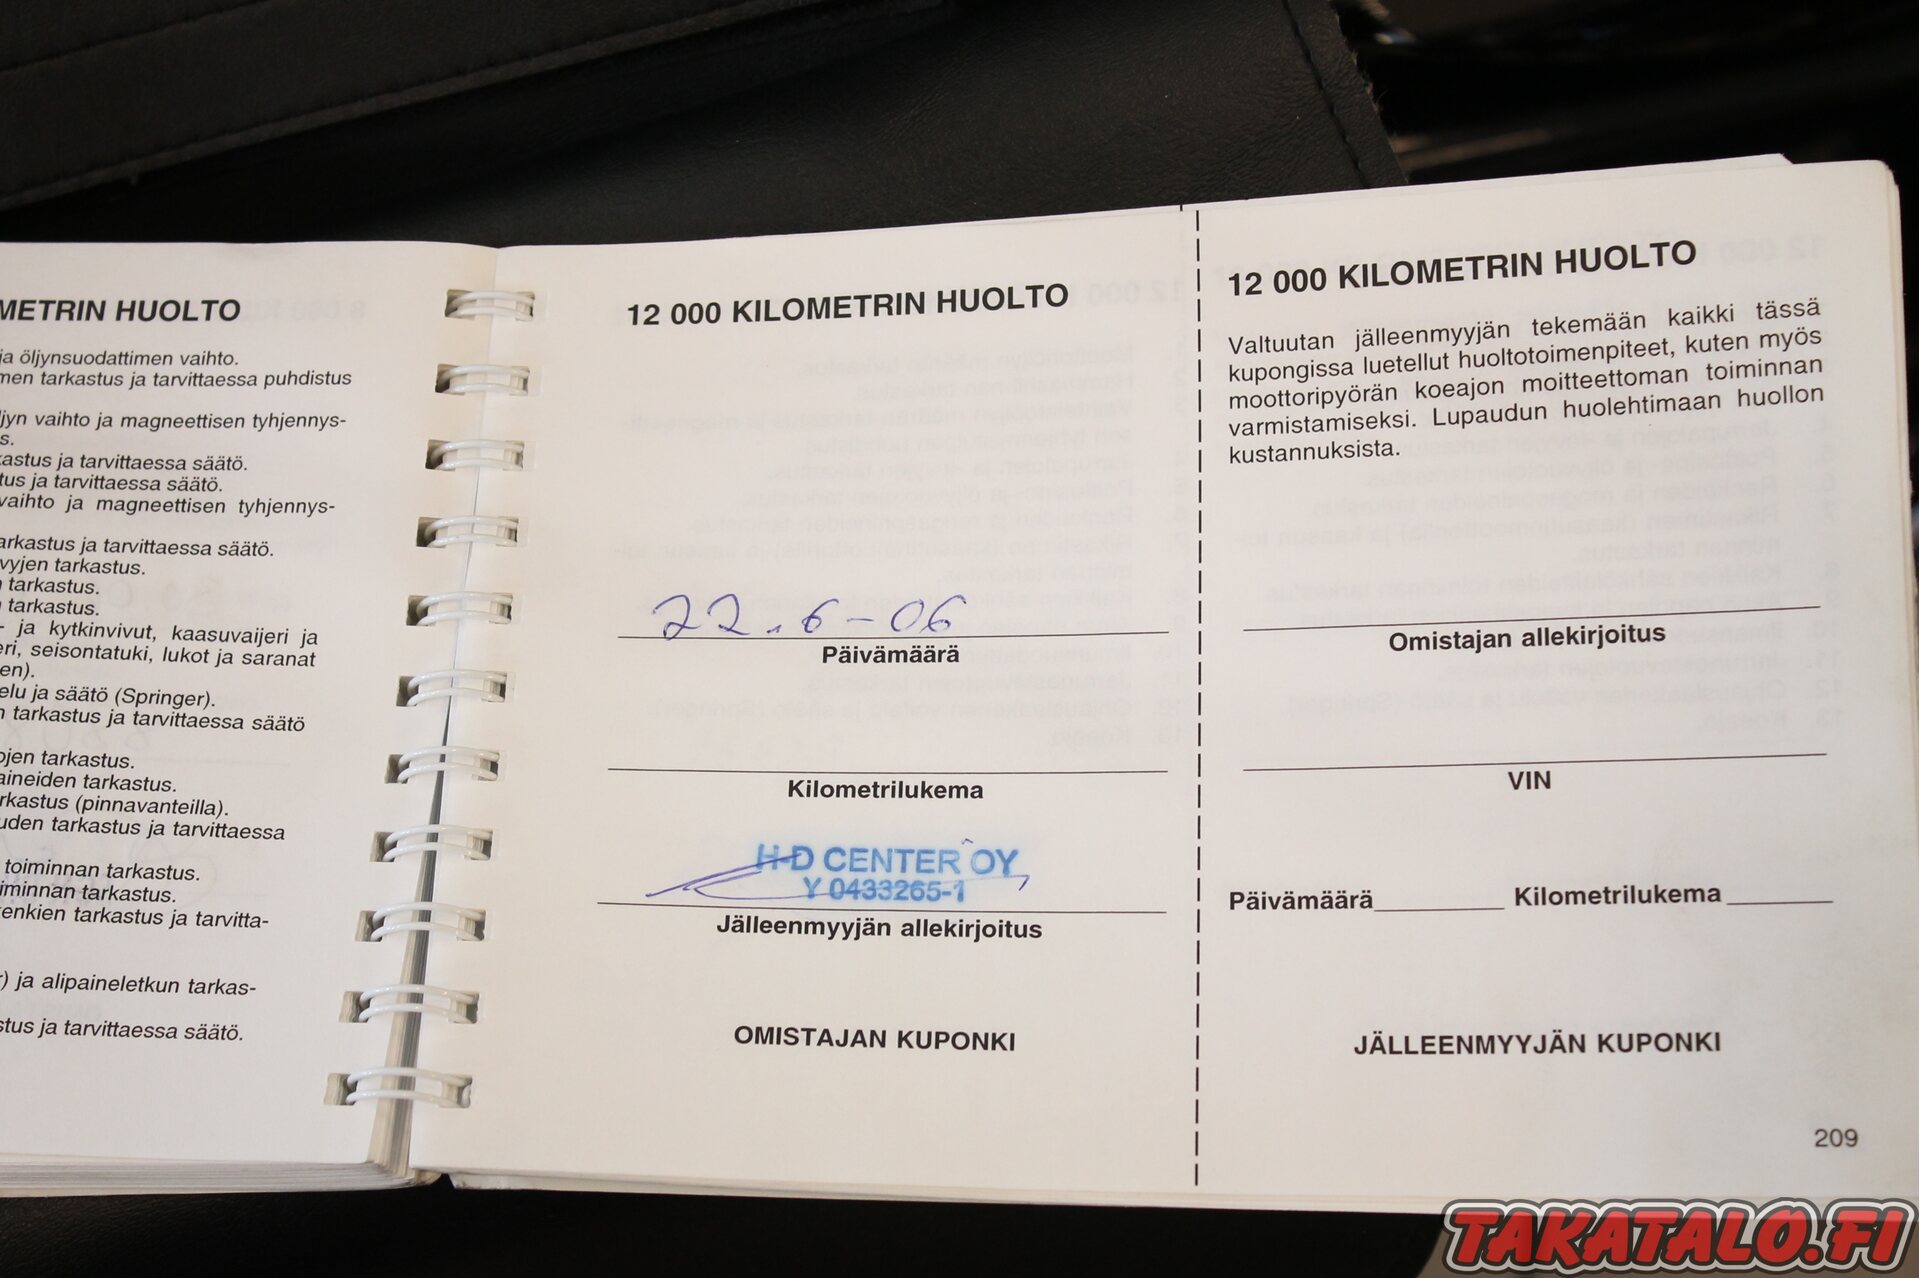 METRIN HUOLTO
ja öljynsuodattimen vaihto.
men tarkastus ja tarvittaessa puhdistus
ljyn vaihto ja magneettisen tyhjennys-
s.
kastus ja tarvittaessa säätö.
tus ja tarvittaessa säätö.
vaihto ja magneettisen tyhjennys-
arkastus ja tarvittaessa säätö.
vyjen tarkastus.
n tarkastus.
n tarkastus.
- ja kytkinvivut, kaasuvaijeri ja
eri, seisontatuki, lukot ja saranat
en).
elu ja säätö (Springer).
n tarkastus ja tarvittaessa säätö
ojen tarkastus.
aineiden tarkastus.
rkastus (pinnavanteilla).
uden tarkastus ja tarvittaessa
toiminnan tarkastus.
iminnan tarkastus.
enkien tarkastus ja tarvitta-
r) ja alipaineletkun tarkas-
stus ja tarvittaessa säätö.
12 000 KILOMETRIN HUOLTO
22.6-06
Päivämäärä
Kilometrilukema
H-D CENTER OY
Y 0433265-1
Jälleenmyyjän allekirjoitus
OMISTAJAN KUPONKI
12 000 KILOMETRIN HUOLTO
Valtuutan jälleenmyyjän tekemään kaikki tässä
kupongissa luetellut huoltotoimenpiteet, kuten myös
moottoripyörän koeajon moitteettoman toiminnan
varmistamiseksi. Lupaudun huolehtimaan huollon
kustannuksista.
Omistajan allekirjoitus
VIN
Päivämäärä Kilometrilukema
JÄLLEENMYYJÄN KUPONKI
209
TAKATALO.FI